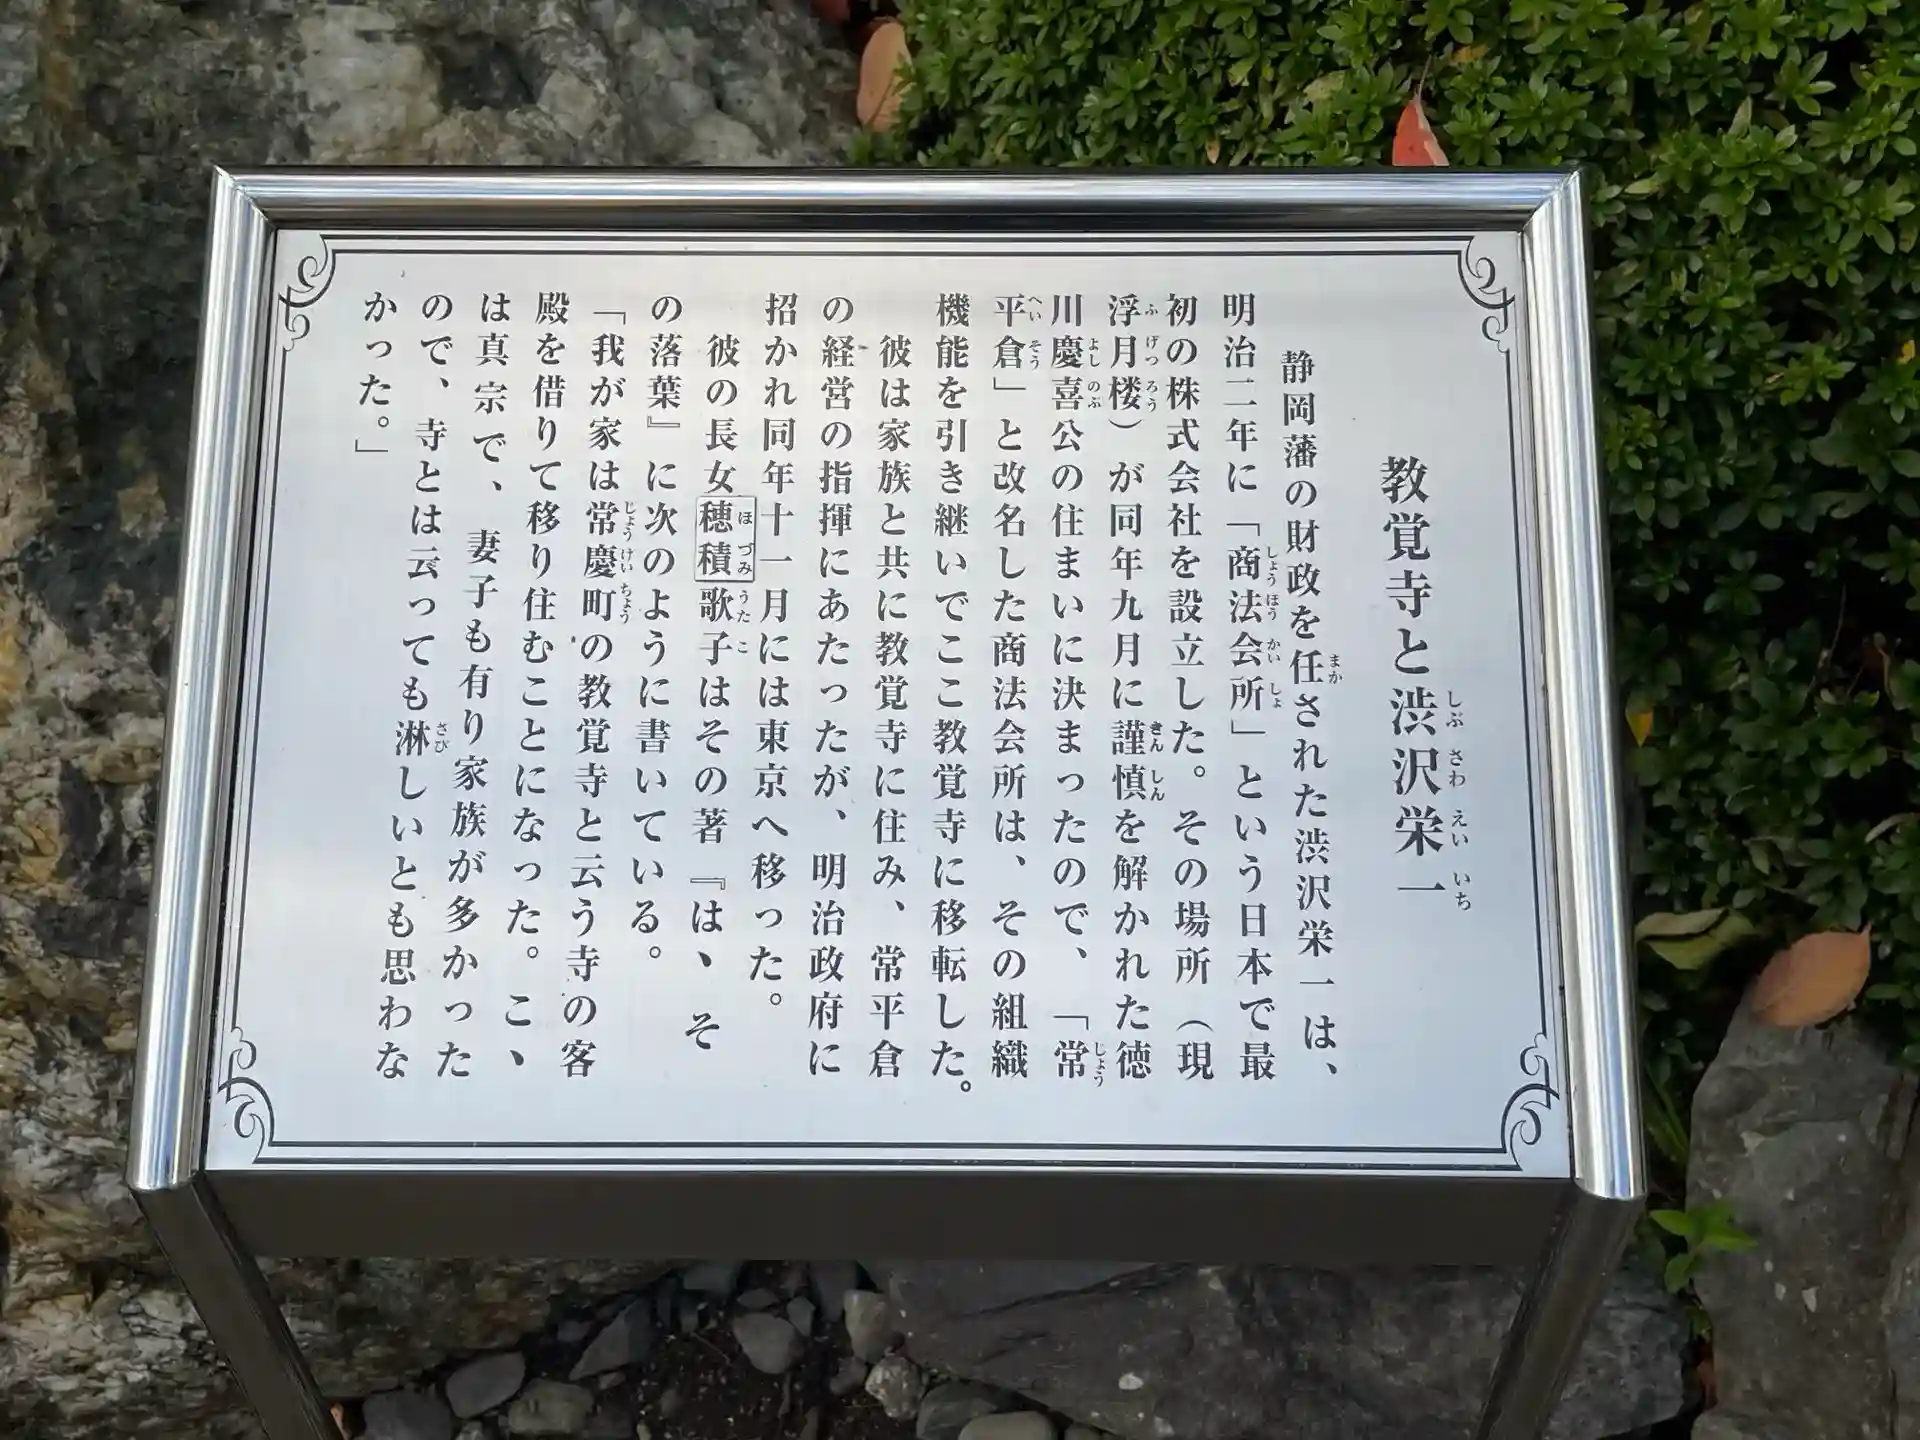 教覚寺と渋沢栄一
静岡藩の財政を任された渋沢栄一は、
明治二年に「商法会所」という日本で最
初の株式会社を設立した。その場所（現
浮月楼）が同年九月に謹慎を解かれた徳
川慶喜公の住まいに決まったので、「常
平倉」と改名した商法会所は、その組織
機能を引き継いでここ教覚寺に移転した。
彼は家族と共に教覚寺に住み、常平倉
の経営の指揮にあたったが、明治政府に
招かれ同年十一月には東京へ移った。
彼の長女穂積歌子はその著『は、そ
の落葉』に次のように書いている。
「我が家は常慶町の教覚寺と云う寺の客
殿を借りて移り住むことになった。こ、
は真宗で、妻子も有り家族が多かった
ので、寺とは云っても淋しいとも思わな
かった。」